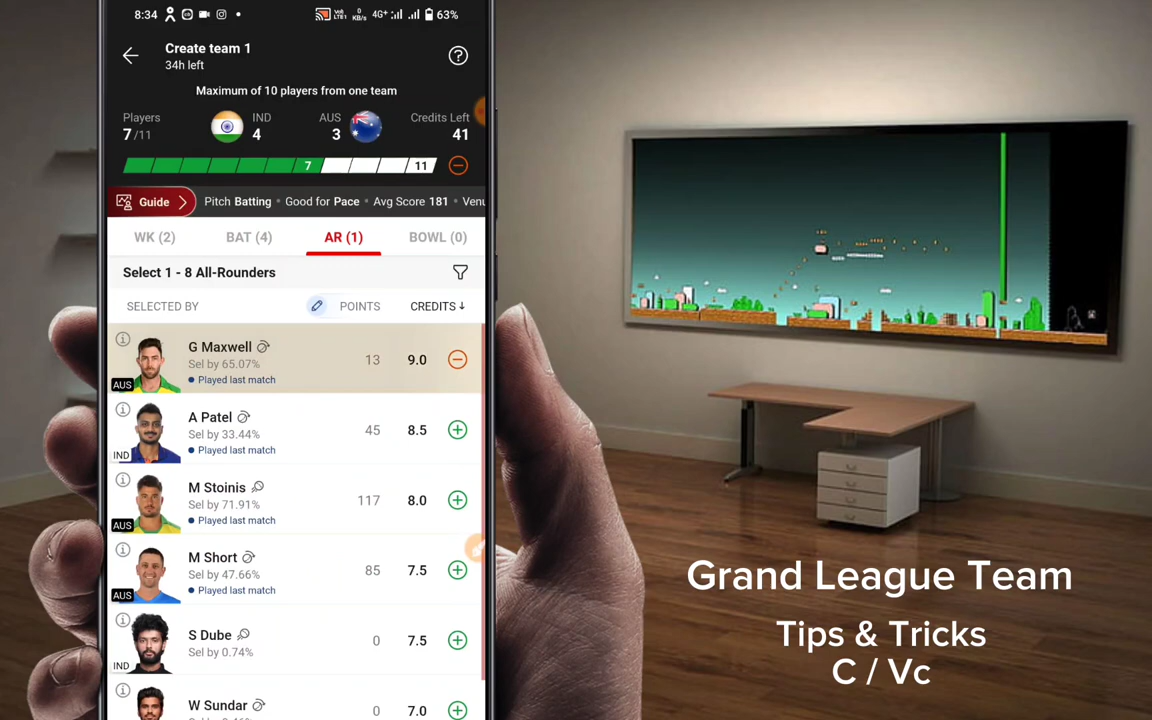 8:34
4G+
63%
Create team 1
34h left
Maximum of 10 players from one team
Players
7/11
IND
4
AUS
3
Credits Left
41
7
11
Guide
Pitch Batting • Good for Pace • Avg Score 181 •
WK (2)
BAT (4)
AR (1)
BOWL (0)
Select 1 - 8 All-Rounders
SELECTED BY
POINTS
CREDITS↓
G Maxwell
Sel by 65.07%
Played last match
AUS
13
9.0
A Patel
Sel by 33.44%
Played last match
IND
45
8.5
M Stoinis
Sel by 71.91%
Played last match
AUS
117
8.0
M Short
Sel by 47.66%
Played last match
AUS
85
7.5
S Dube
Sel by 0.74%
IND
0
7.5
W Sundar
0
7.0
Grand League Team
Tips & Tricks
C / Vc